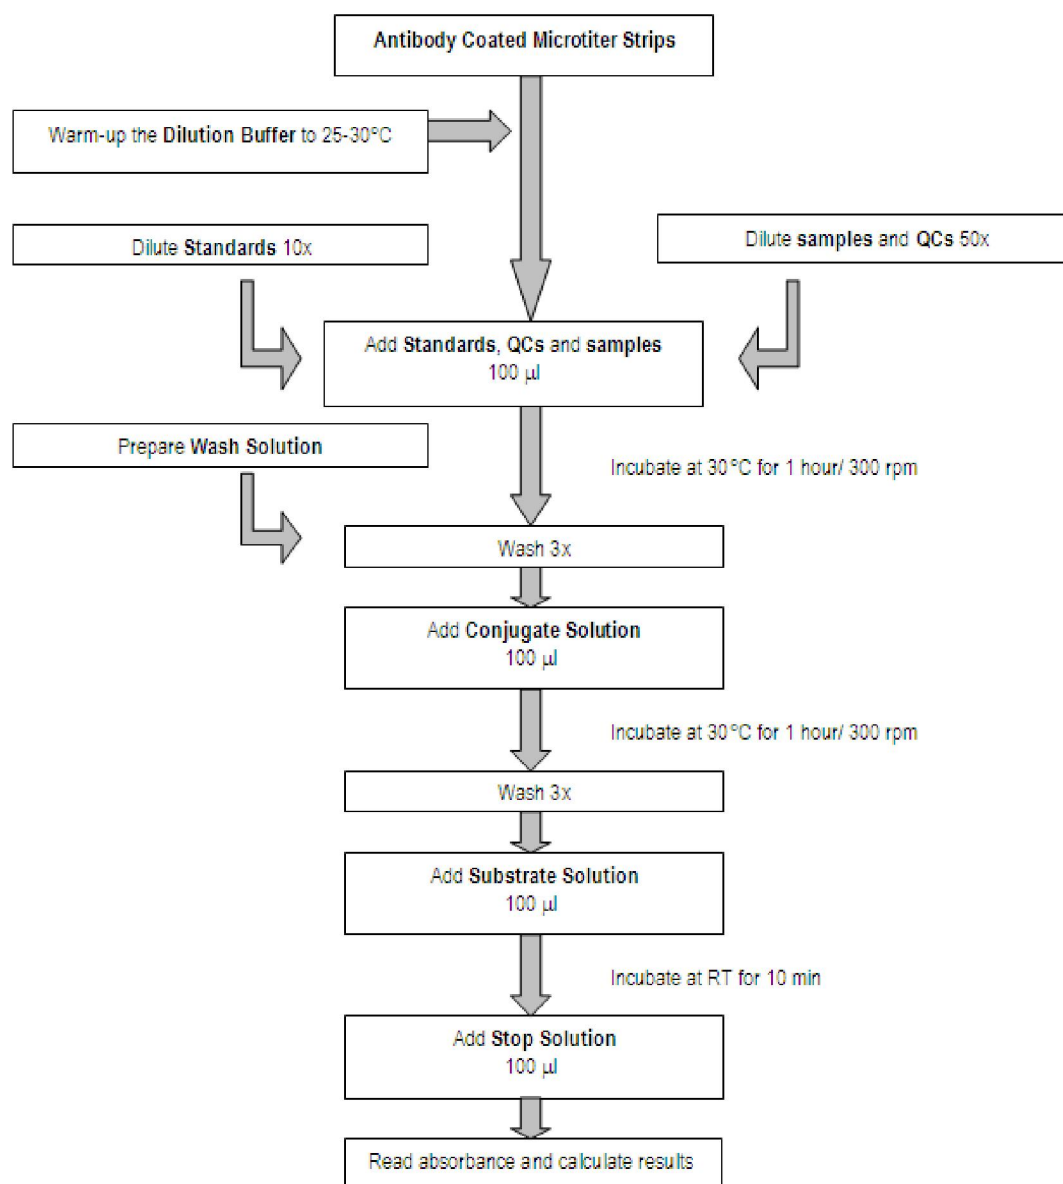 Antibody Coated Microtiter Strips
Warm-up the Dilution Buffer to 25-30°C
Dilute Standards 10x
Dilute samples and QCs 50x
Add Standards, QCs and samples
100 µl
Prepare Wash Solution
Incubate at 30°C for 1 hour/ 300 rpm
Wash 3x
Add Conjugate Solution
100 µl
Incubate at 30°C for 1 hour/ 300 rpm
Wash 3x
Add Substrate Solution
100 µl
Incubate at RT for 10 min
Add Stop Solution
100 µl
Read absorbance and calculate results